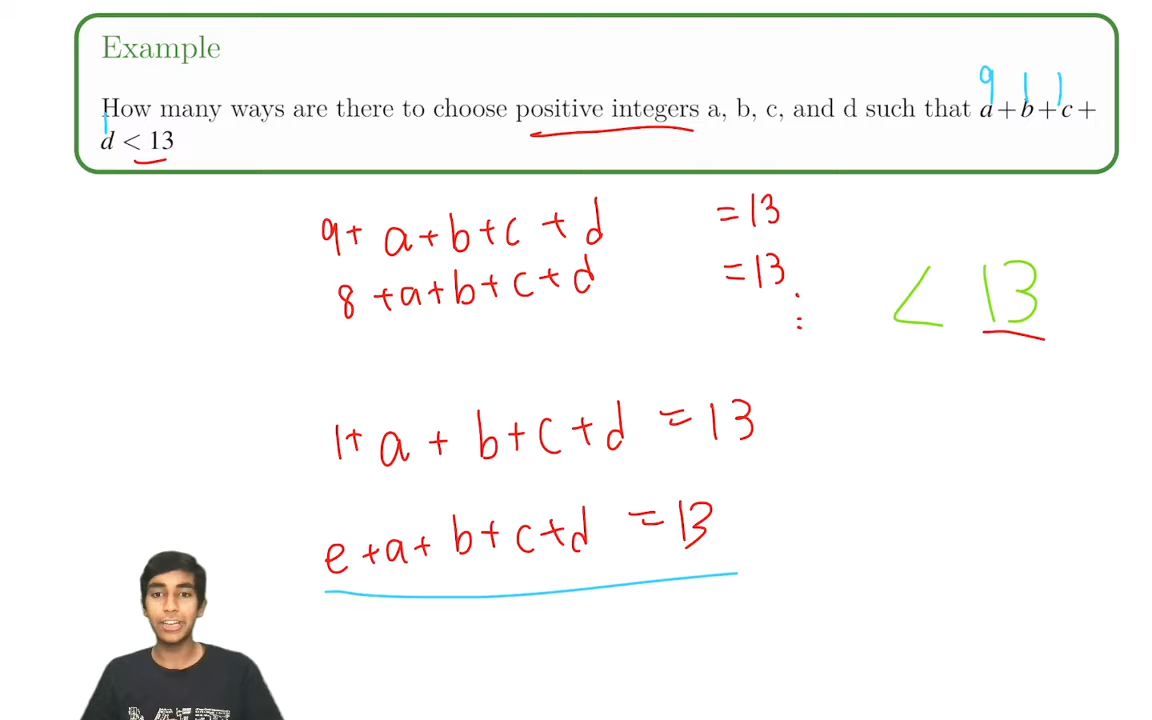 Example
9 1 1
How many ways are there to choose positive integers a, b, c, and d such that a + b + c +
1
d < 13
9+ a+b+c + d = 13
8 +a+b+c+d = 13
< 13
1+ a + b+c+d = 13
e +a+ b+c+d = 13